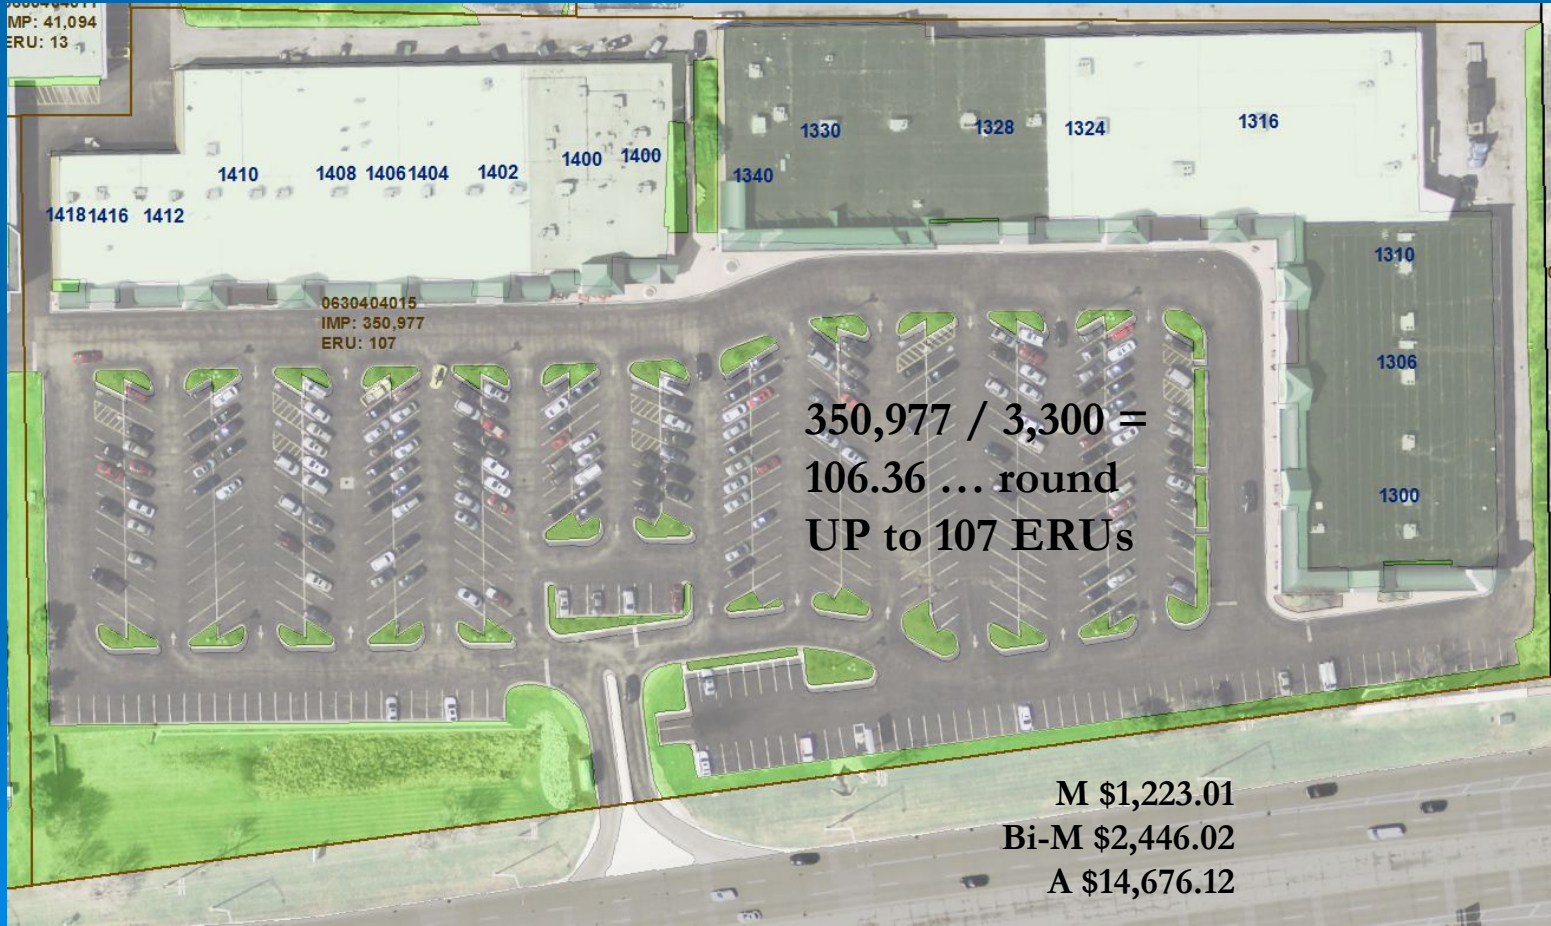 IMP: 41,094
ERU: 13
1410
1408
1406
1404
1402
1400
1400
1418
1416
1412
1340
1330
1328
1324
1316
1310
1306
1300
0630404015
IMP: 350,977
ERU: 107
350,977 / 3,300 =
106.36 … round
UP to 107 ERUs
M $1,223.01
Bi-M $2,446.02
A $14,676.12